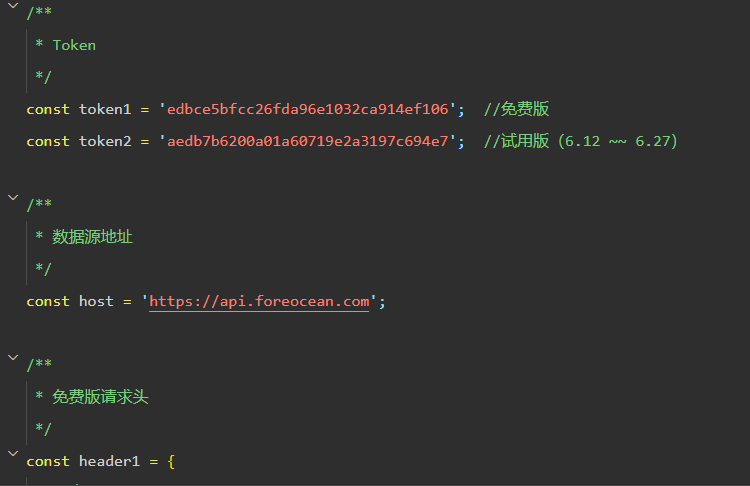 /**
* Token
*/
const token1 = 'edbce5bfcc26fda96e1032ca914ef106'; //免费版
const token2 = 'aedb7b6200a01a60719e2a3197c694e7'; //试用版（6.12 ~~ 6.27）
/**
* 数据源地址
*/
const host = 'https://api.foreocean.com';
/**
* 免费版请求头
*/
const header1 = {